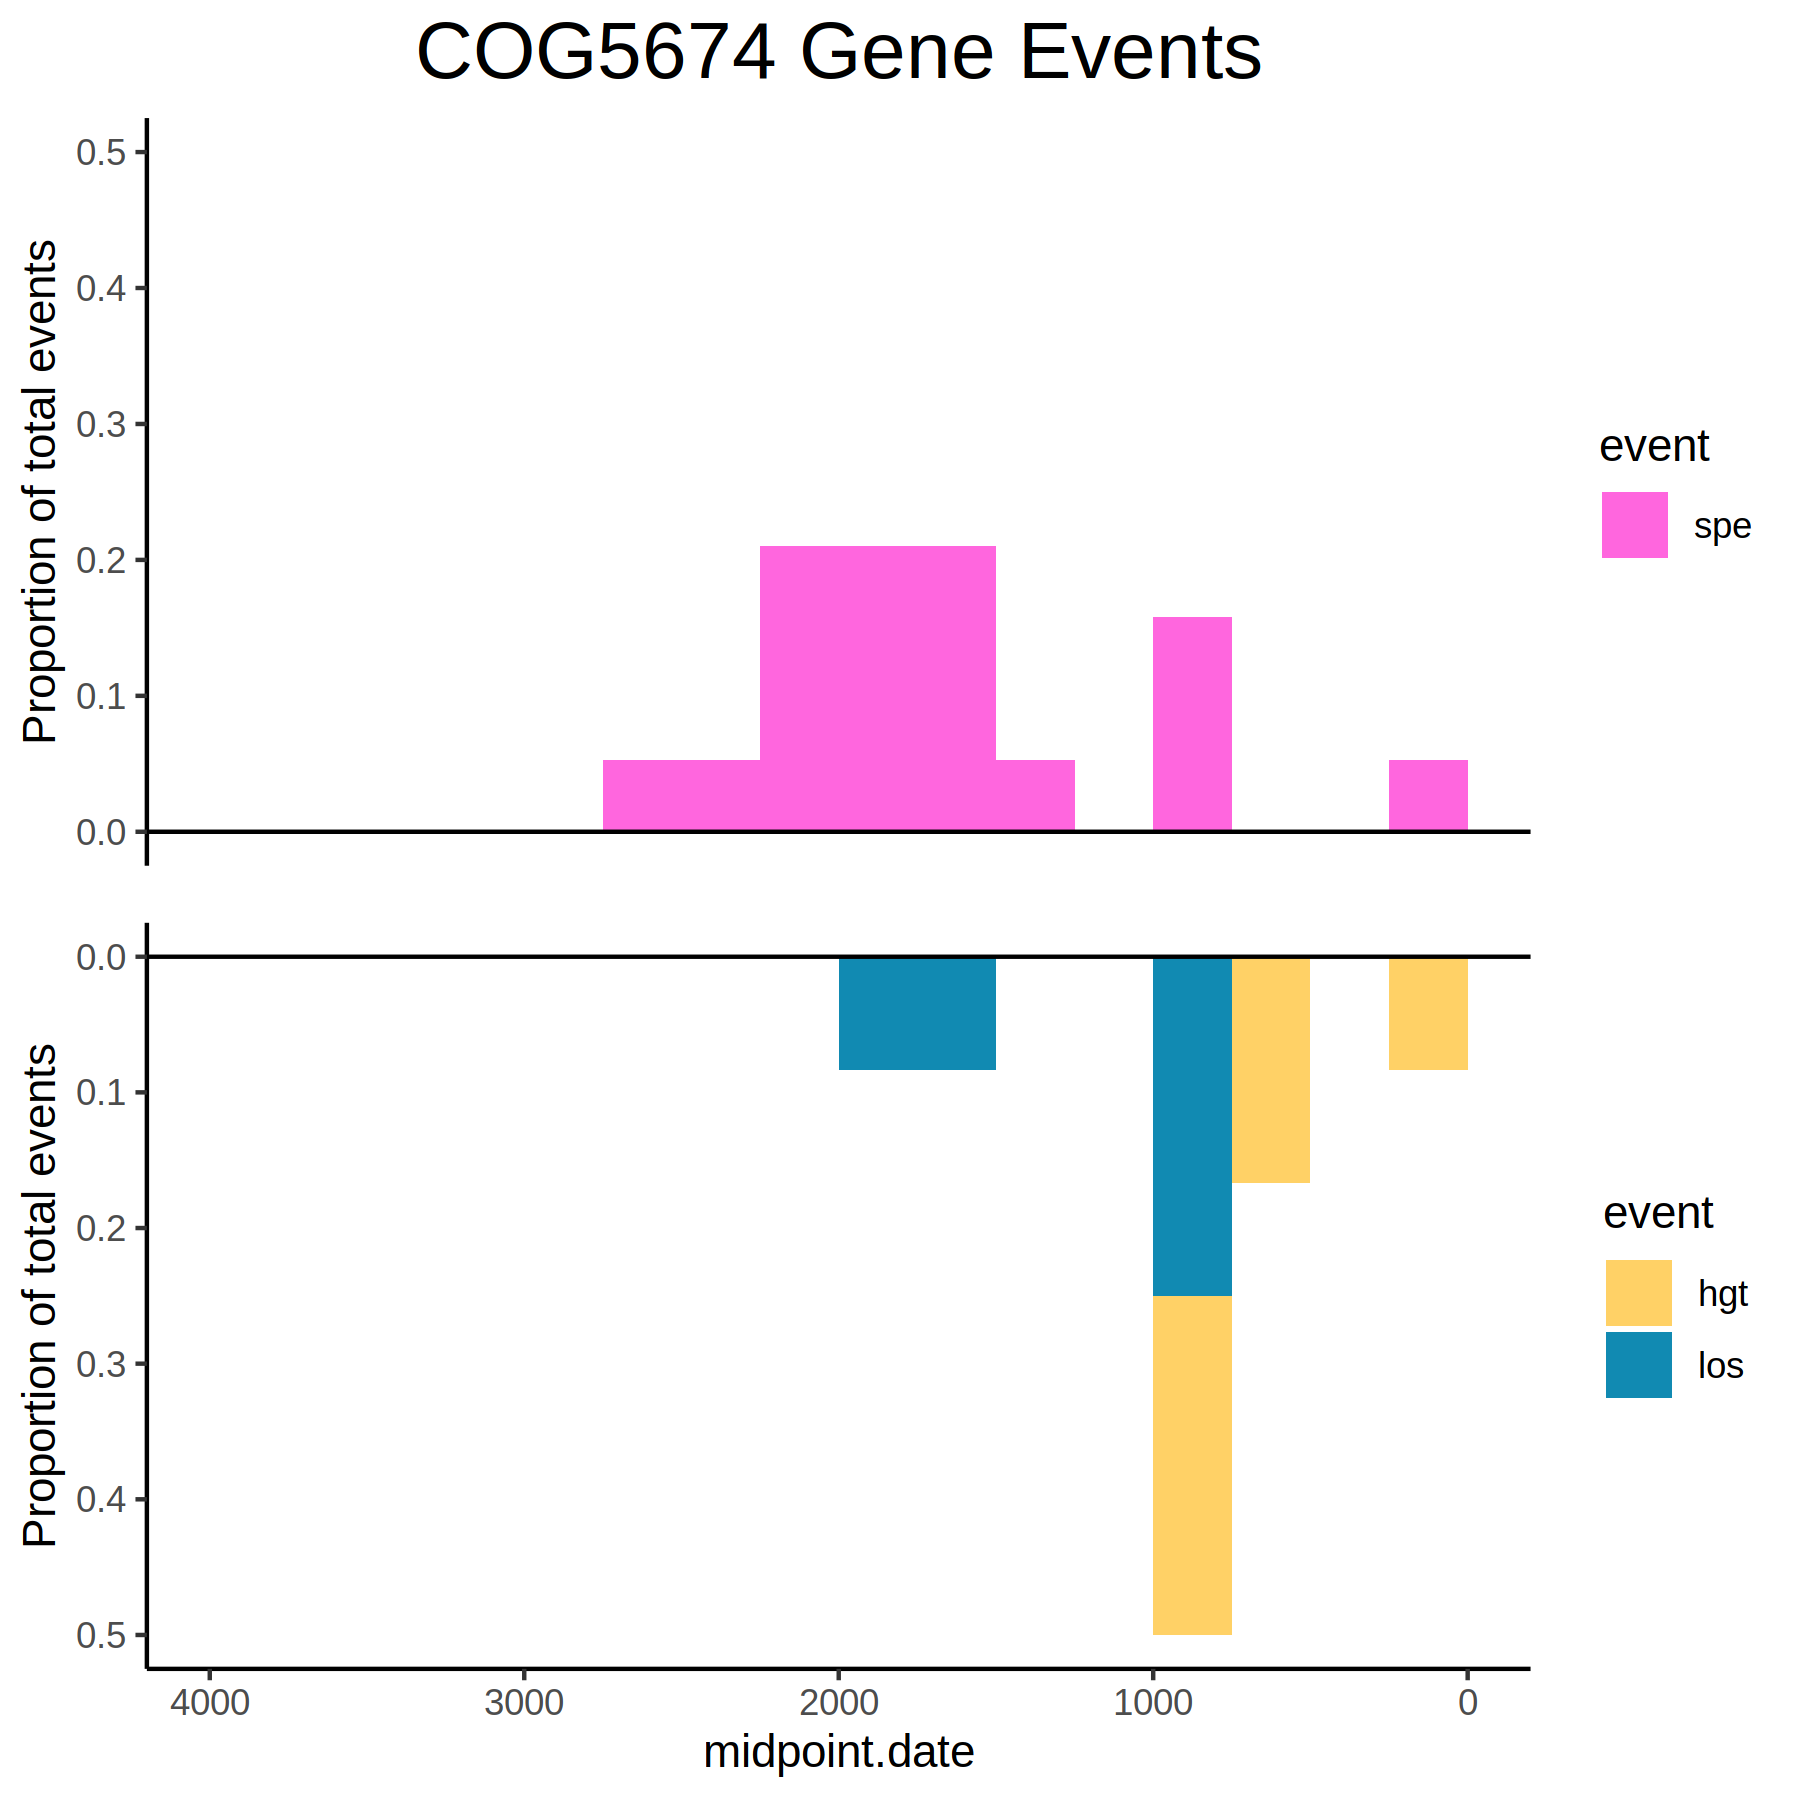 COG5674 Gene Events
Proportion of total events
0.5
0.4
0.3
0.2
0.1
0.0
event
spe
Proportion of total events
0.0
0.1
0.2
0.3
0.4
0.5
event
hgt
los
4000 3000 2000 1000 0
midpoint.date